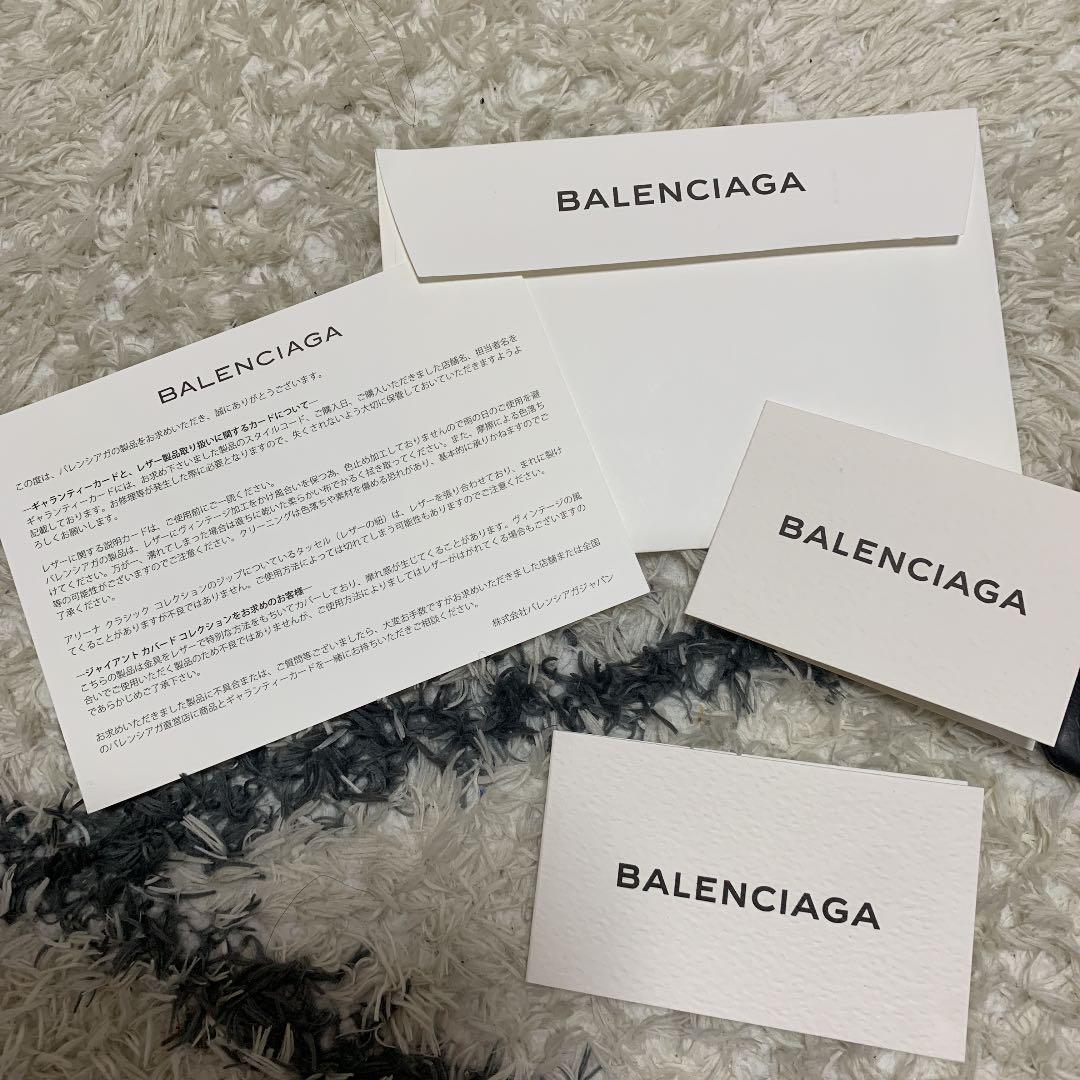 BALENCIAGA
BALENCIAGA
この度は、バレンシアガの製品をお求めいただき、誠にありがとうございます。
―ギャランティーカードと、レザー製品取り扱いに関するカードについて―
ギャランティーカードには、お求め下さいました製品のスタイルコード、ご購入日、ご購入いただきました店舗名、担当者名を
記載しております。お修理等が発生した際に必要となりますので、失くされないよう大切に保管しておいていただきますようよ
ろしくお願いします。
レザーに関する説明カードは、ご使用前にご一読ください。
バレンシアガの製品は、レザーにヴィンテージ加工をかけ風合いを保つ為、色止め加工しておりませんので雨の日のご使用を避
けてください。万が一、濡れてしまった場合は直ちに乾いた柔らかい布でかるく拭き取ってください。また、摩擦による色落ち
等の可能性がございますのでご注意ください。クリーニングは色落ちや素材を傷める恐れがあり、基本的に承りかねますのでご
了承ください。
アリーナ クラシック コレクションのジップについているタッセル（レザーの紐）は、レザーを張り合わせており、まれに裂け
てくることがありますが不良ではありません。ご使用方法によっては切れてしまう可能性もありますのでご注意ください。
―ジャイアント カバード コレクションをお求めのお客様―
こちらの製品は金具をレザーで特別な方法をもちいてカバーしており、摩れ感が生じてくることがあります。ヴィンテージの風
合いでご使用いただく製品のため不良ではありませんが、ご使用方法によりましてはレザーがはがれてくる場合もございますの
であらかじめご了承下さい。
お求めいただきました製品に不具合または、ご質問等ございましたら、大変お手数ですがお求めいただきました店舗または全国
のバレンシアガ直営店に商品とギャランティーカードを一緒にお持ちいただきご相談ください。
株式会社バレンシアガジャパン
BALENCIAGA
BALENCIAGA